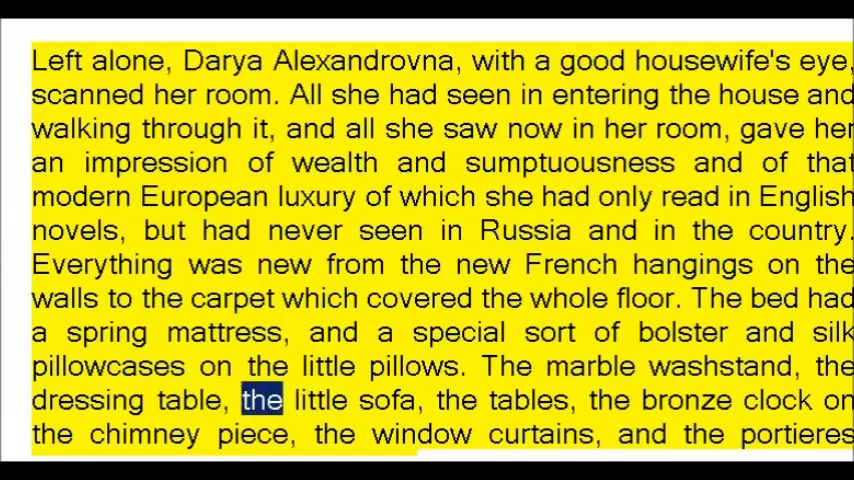 Left alone, Darya Alexandrovna, with a good housewife's eye,
scanned her room. All she had seen in entering the house and
walking through it, and all she saw now in her room, gave her
an impression of wealth and sumptuousness and of that
modern European luxury of which she had only read in English
novels, but had never seen in Russia and in the country.
Everything was new from the new French hangings on the
walls to the carpet which covered the whole floor. The bed had
a spring mattress, and a special sort of bolster and silk
pillowcases on the little pillows. The marble washstand, the
dressing table, the little sofa, the tables, the bronze clock on
the chimney piece, the window curtains, and the portieres